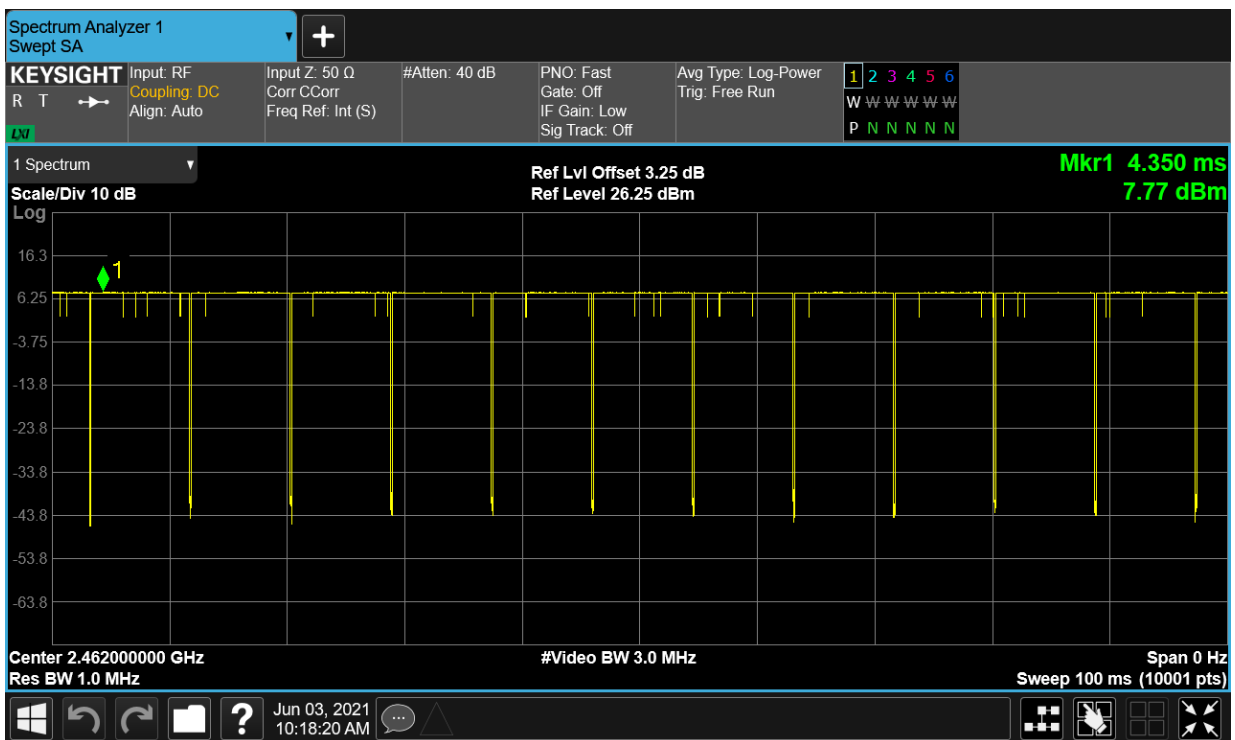 Spectrum Analyzer 1
Swept SA
KEYSIGHT
R T
LXI
Input: RF
Coupling: DC
Align: Auto
Input Z: 50 Ω
Corr CCorr
Freq Ref: Int (S)
#Atten: 40 dB
PNO: Fast
Gate: Off
IF Gain: Low
Sig Track: Off
Avg Type: Log-Power
Trig: Free Run
1 2 3 4 5 6
W W W W W W
P N N N N N
1 Spectrum
Scale/Div 10 dB
Ref Lvl Offset 3.25 dB
Ref Level 26.25 dBm
Mkr1 4.350 ms
7.77 dBm
Log
1
16.3
6.25
-3.75
-13.8
-23.8
-33.8
-43.8
-53.8
-63.8
Center 2.462000000 GHz
#Video BW 3.0 MHz
Span 0 Hz
Res BW 1.0 MHz
Sweep 100 ms (10001 pts)
?
Jun 03, 2021
10:18:20 AM